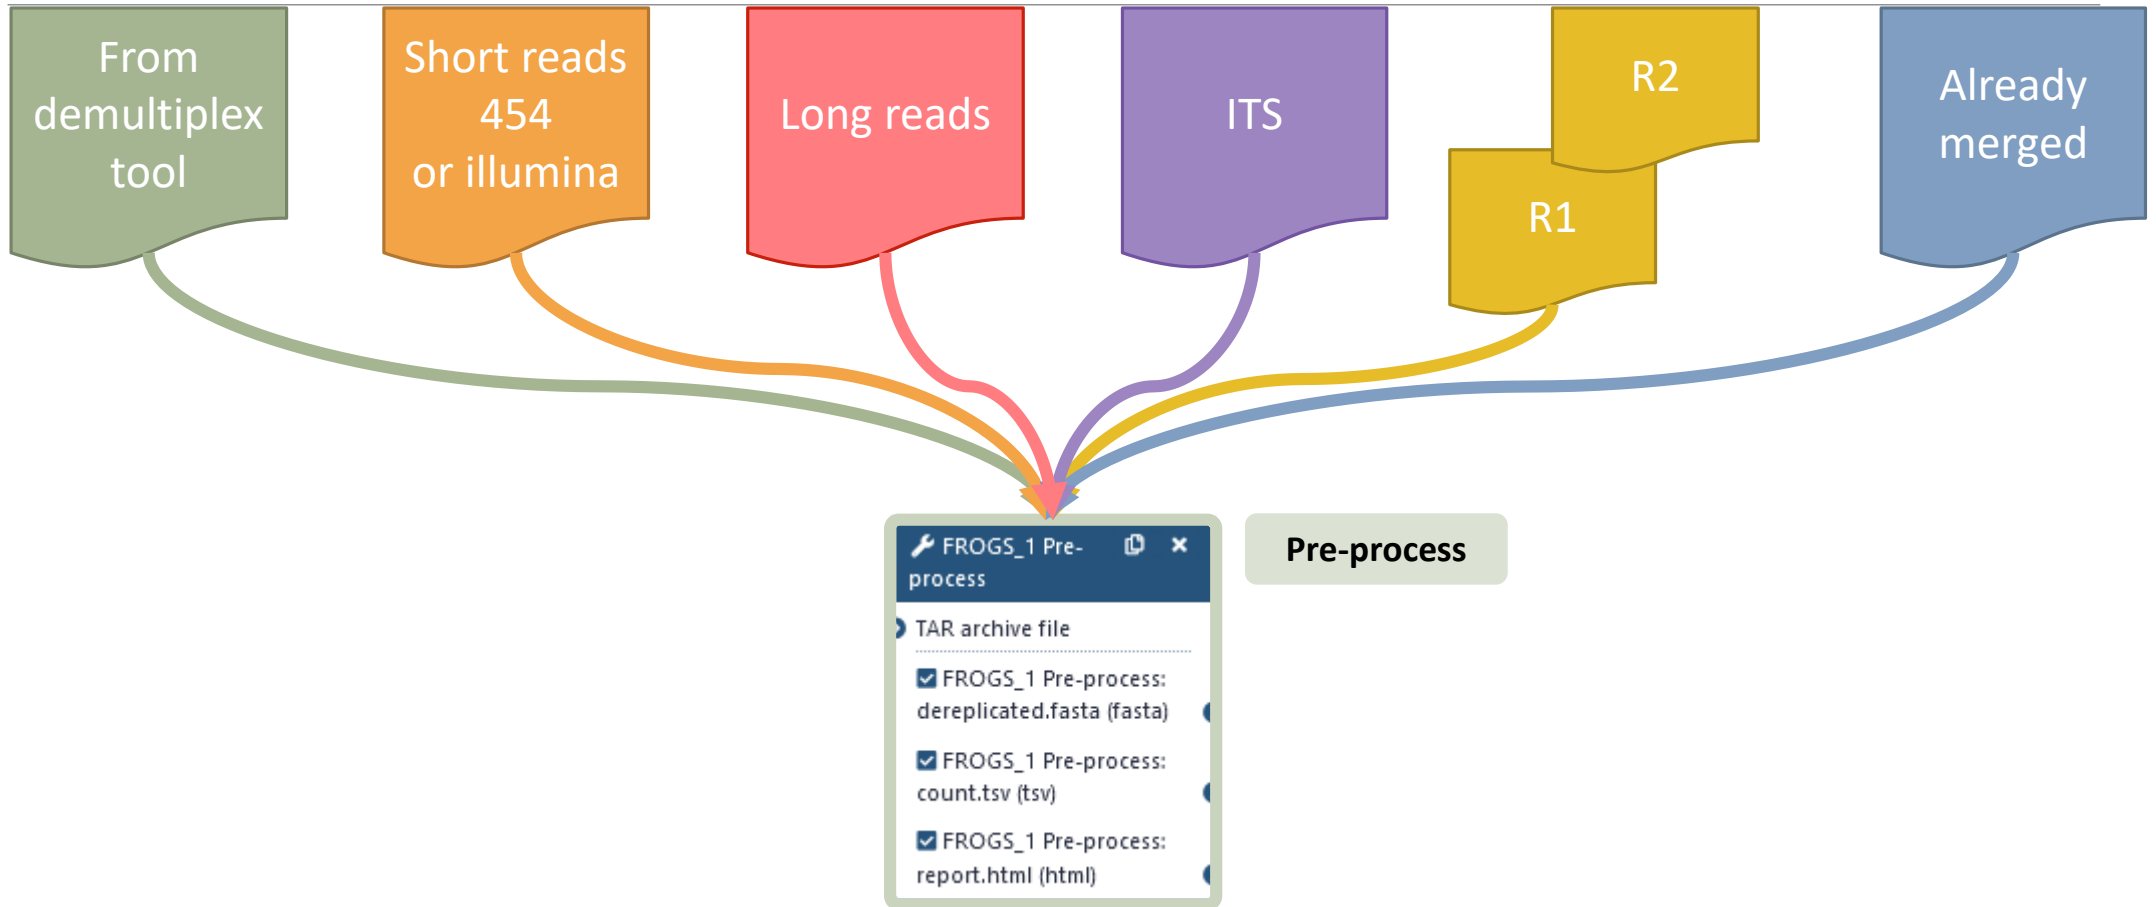 From
demultiplex
tool
Short reads
454
or illumina
Long reads
ITS
R2
R1
Already
merged
FROGS_1 Pre-
process
Pre-process
TAR archive file
FROGS_1 Pre-process:
dereplicated.fasta (fasta)
FROGS_1 Pre-process:
count.tsv (tsv)
FROGS_1 Pre-process:
report.html (html)